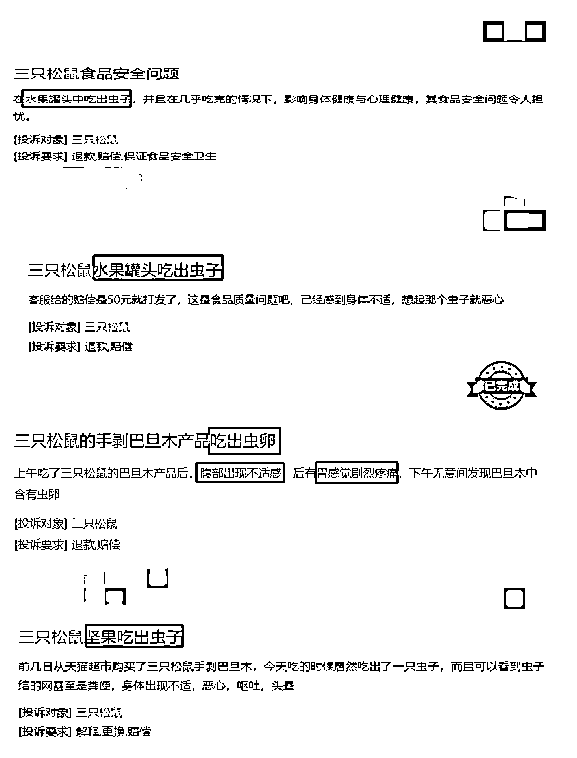 三只松鼠食品安全问题
在水果罐头中吃出虫子，并且在几乎吃完的情况下，影响身体健康与心理健康，其食品安全问题令人担
忧。
[投诉对象] 三只松鼠
[投诉要求] 退款,赔偿,保证食品安全卫生
三只松鼠水果罐头吃出虫子
客服给的赔偿是50元就打发了，这是食品质量问题吧，已经感到身体不适，想起那个虫子就恶心
[投诉对象] 三只松鼠
[投诉要求] 退款,赔偿
已完成
三只松鼠的手剥巴旦木产品吃出虫卵
上午吃了三只松鼠的巴旦木产品后，腹部出现不适感，后有胃感觉剧烈疼痛，下午无意间发现巴旦木中
含有虫卵
[投诉对象] 三只松鼠
[投诉要求] 退款,赔偿
三只松鼠坚果吃出虫子
前几日从天猫超市购买了三只松鼠手剥巴旦木，今天吃的时候居然吃出了一只虫子，而且可以看到虫子
结的网甚至是粪便，身体出现不适，恶心，呕吐，头晕
[投诉对象] 三只松鼠
[投诉要求] 解释,更换,赔偿